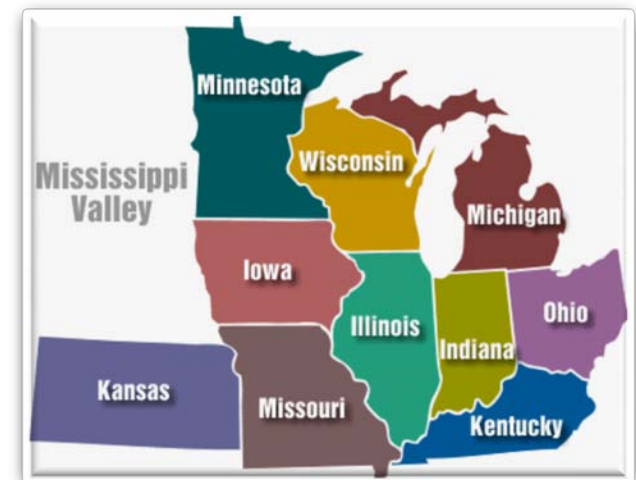 Minnesota
Wisconsin
Mississippi
Valley
Michigan
Iowa
Illinois
Ohio
Indiana
Kansas
Missouri
Kentucky